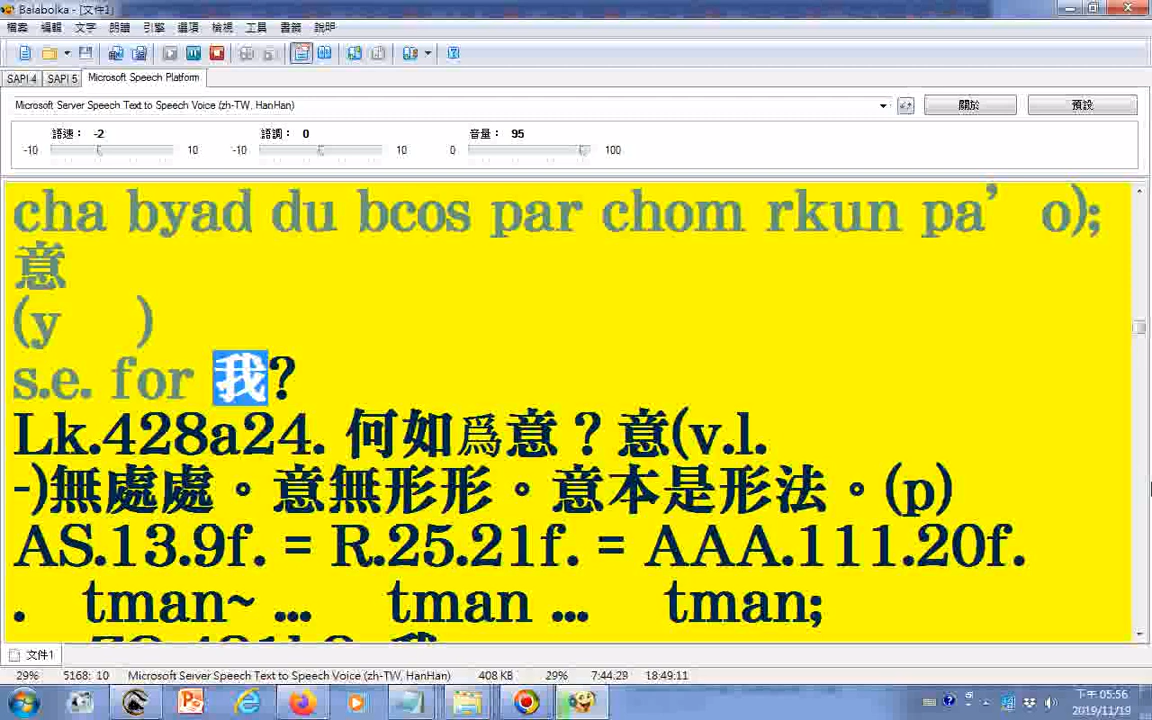 Balabolka - [文件1]
檔案 編輯 文字 朗讀 引擎 選項 檢視 工具 書籤 說明
SAPI 4 SAPI 5 Microsoft Speech Platform
Microsoft Server Speech Text to Speech Voice (zh-TW, HanHan) 關於 預設
語速： -2 語調： 0 音量： 95
-10 10 -10 10 0 100
cha byad du bcos par chom rkun pa’ o);
意
(y )
s.e. for 我?
Lk.428a24. 何如爲意？意(v.l.
-)無處處。意無形形。意本是形法。(p)
AS.13.9f. = R.25.21f. = AAA.111.20f.
. tman~ ... tman ... tman;
文件1
29% 5168: 10 Microsoft Server Speech Text to Speech Voice (zh-TW, HanHan) 408 KB 29% 7:44:29 18:49:11
下午 05:56
2019/11/19